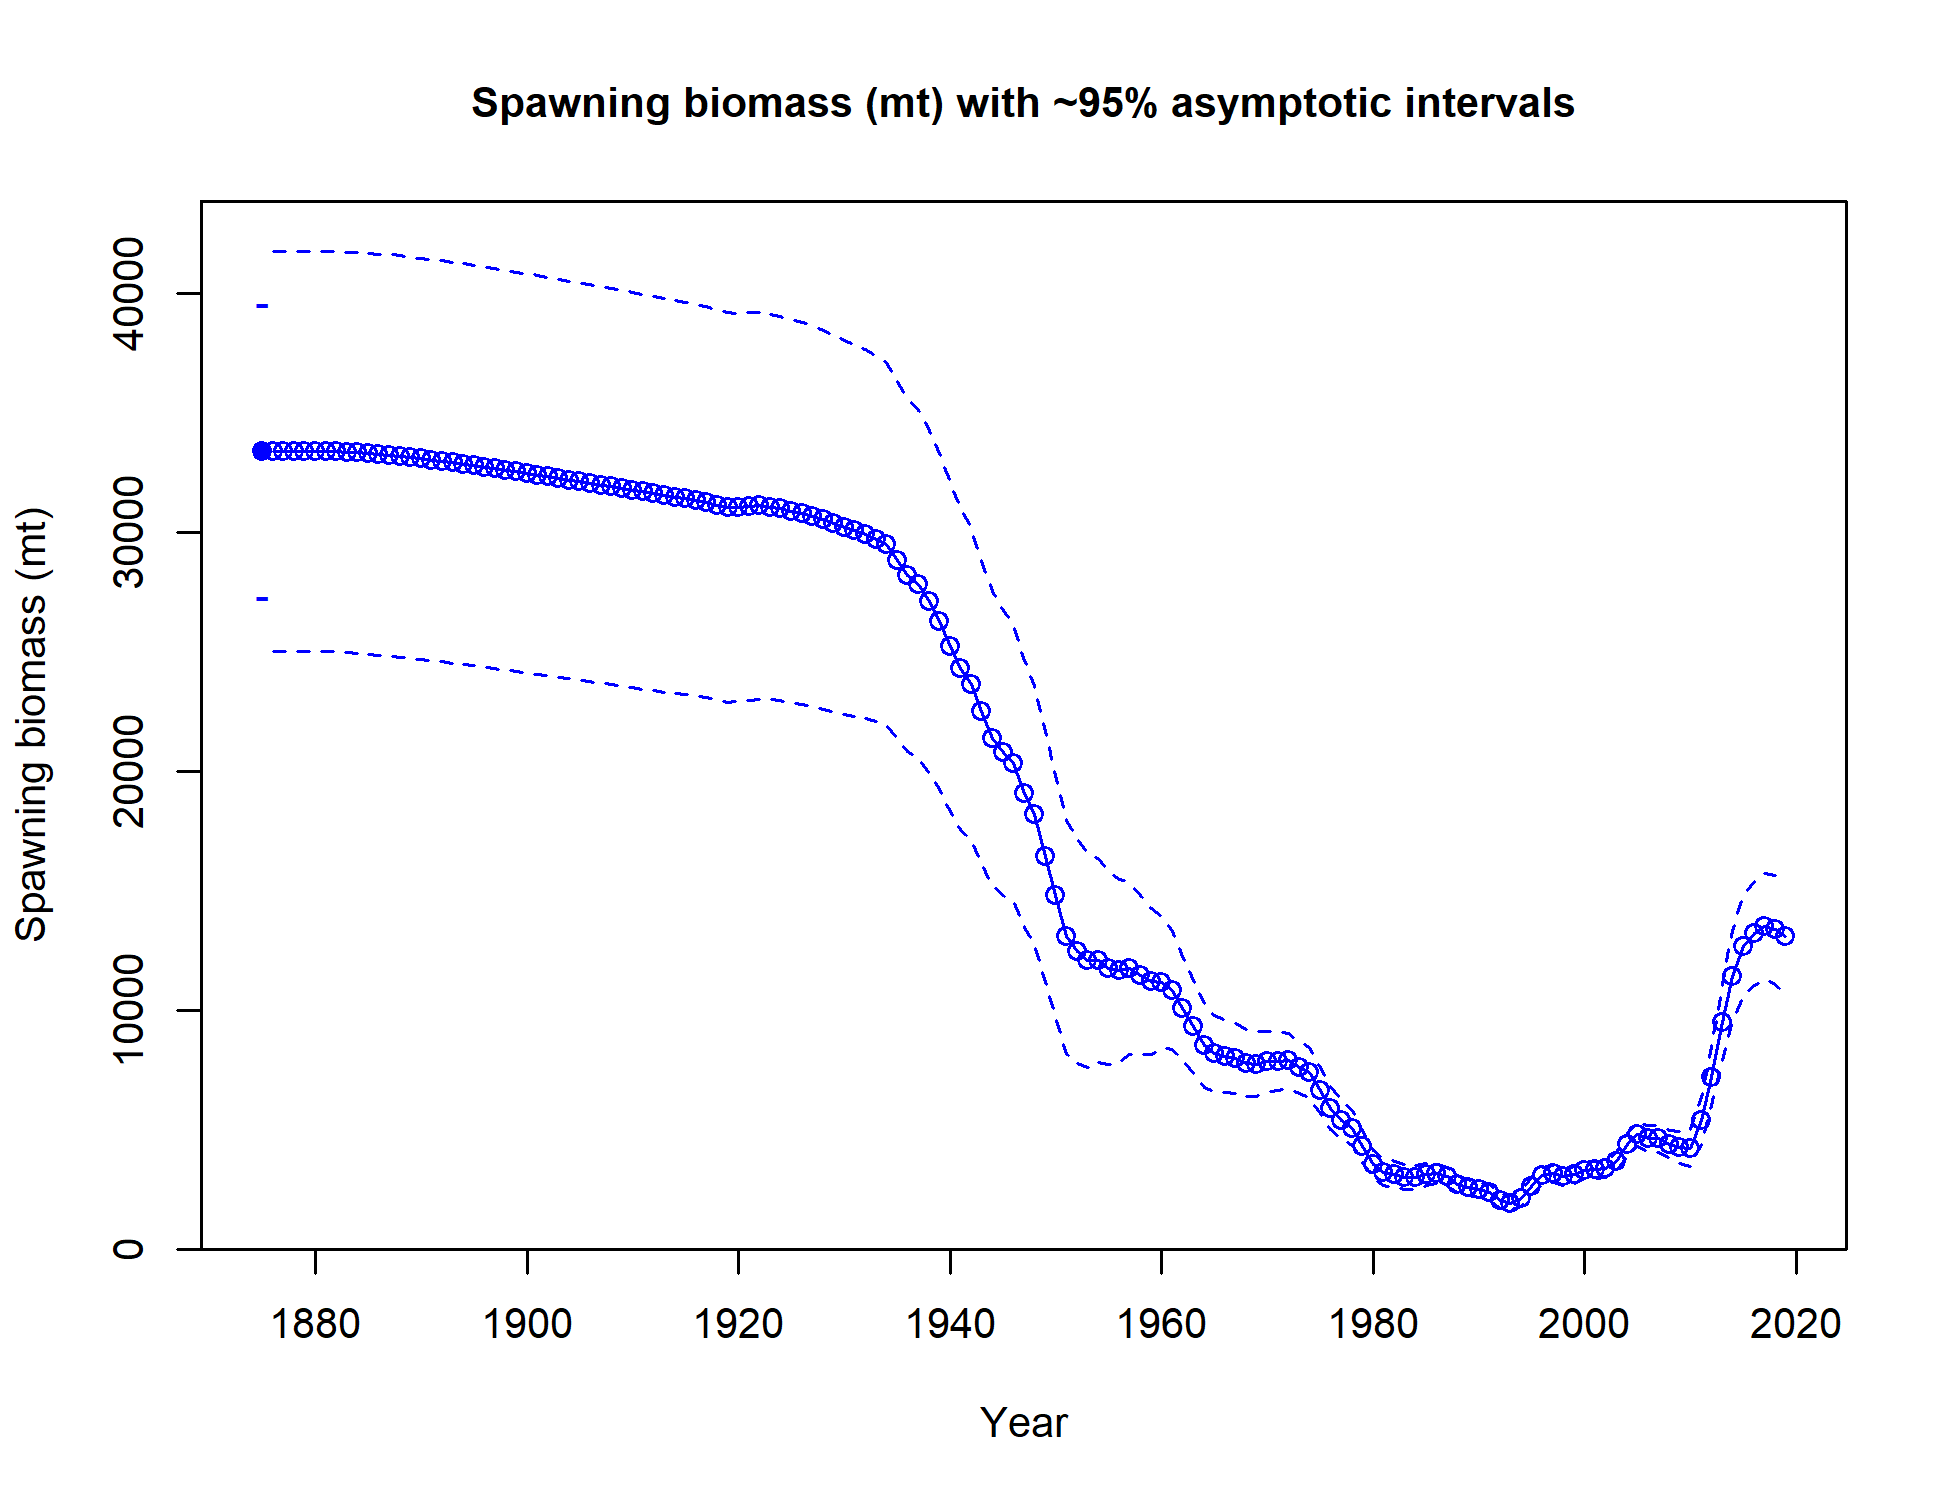 Spawning biomass (mt) with ~95% asymptotic intervals
Spawning biomass (mt)
40000
30000
20000
10000
0
1880 1900 1920 1940 1960 1980 2000 2020
Year